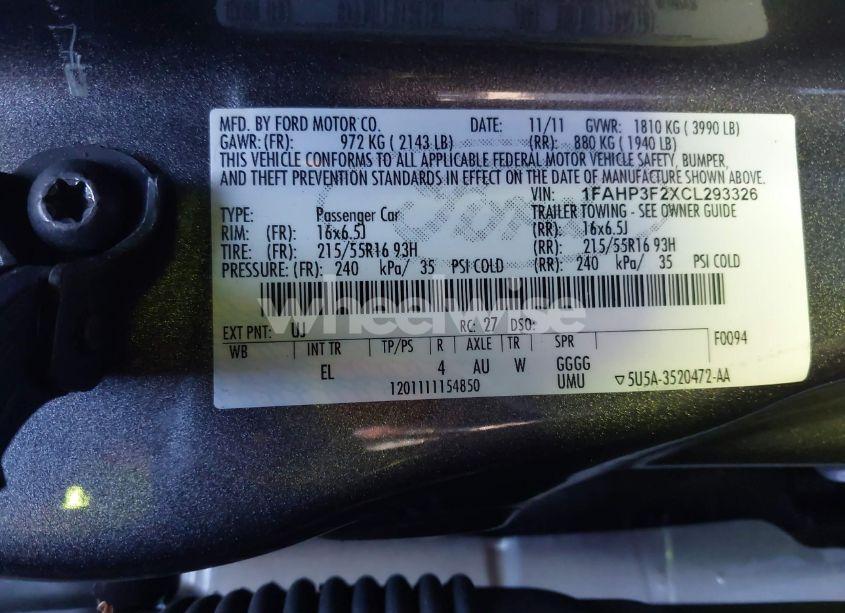 MFD. BY FORD MOTOR CO. DATE: 11/11 GVWR: 1810 KG ( 3990 LB)
GAWR: (FR): 972 KG ( 2143 LB) (RR): 880 KG ( 1940 LB)
THIS VEHICLE CONFORMS TO ALL APPLICABLE FEDERAL MOTOR VEHICLE SAFETY, BUMPER,
AND THEFT PREVENTION STANDARDS IN EFFECT ON THE DATE OF MANUFACTURE SHOWN ABOVE.
VIN: 1FAHP3F2XCL293326
TYPE: Passenger Car TRAILER TOWING - SEE OWNER GUIDE
RIM: (FR): 16x6.5J (RR): 16x6.5J
TIRE: (FR): 215/55R16 93H (RR): 215/55R16 93H
PRESSURE: (FR): 240 kPa/ 35 PSI COLD (RR): 240 kPa/ 35 PSI COLD
Ford
wheelwise
EXT PNT: UJ RC: 27 DSO: F0094
WB INT TR TP/PS R AXLE TR SPR
EL 4 AU W GGGG
1201111154850 UMU 5U5A-3520472-AA